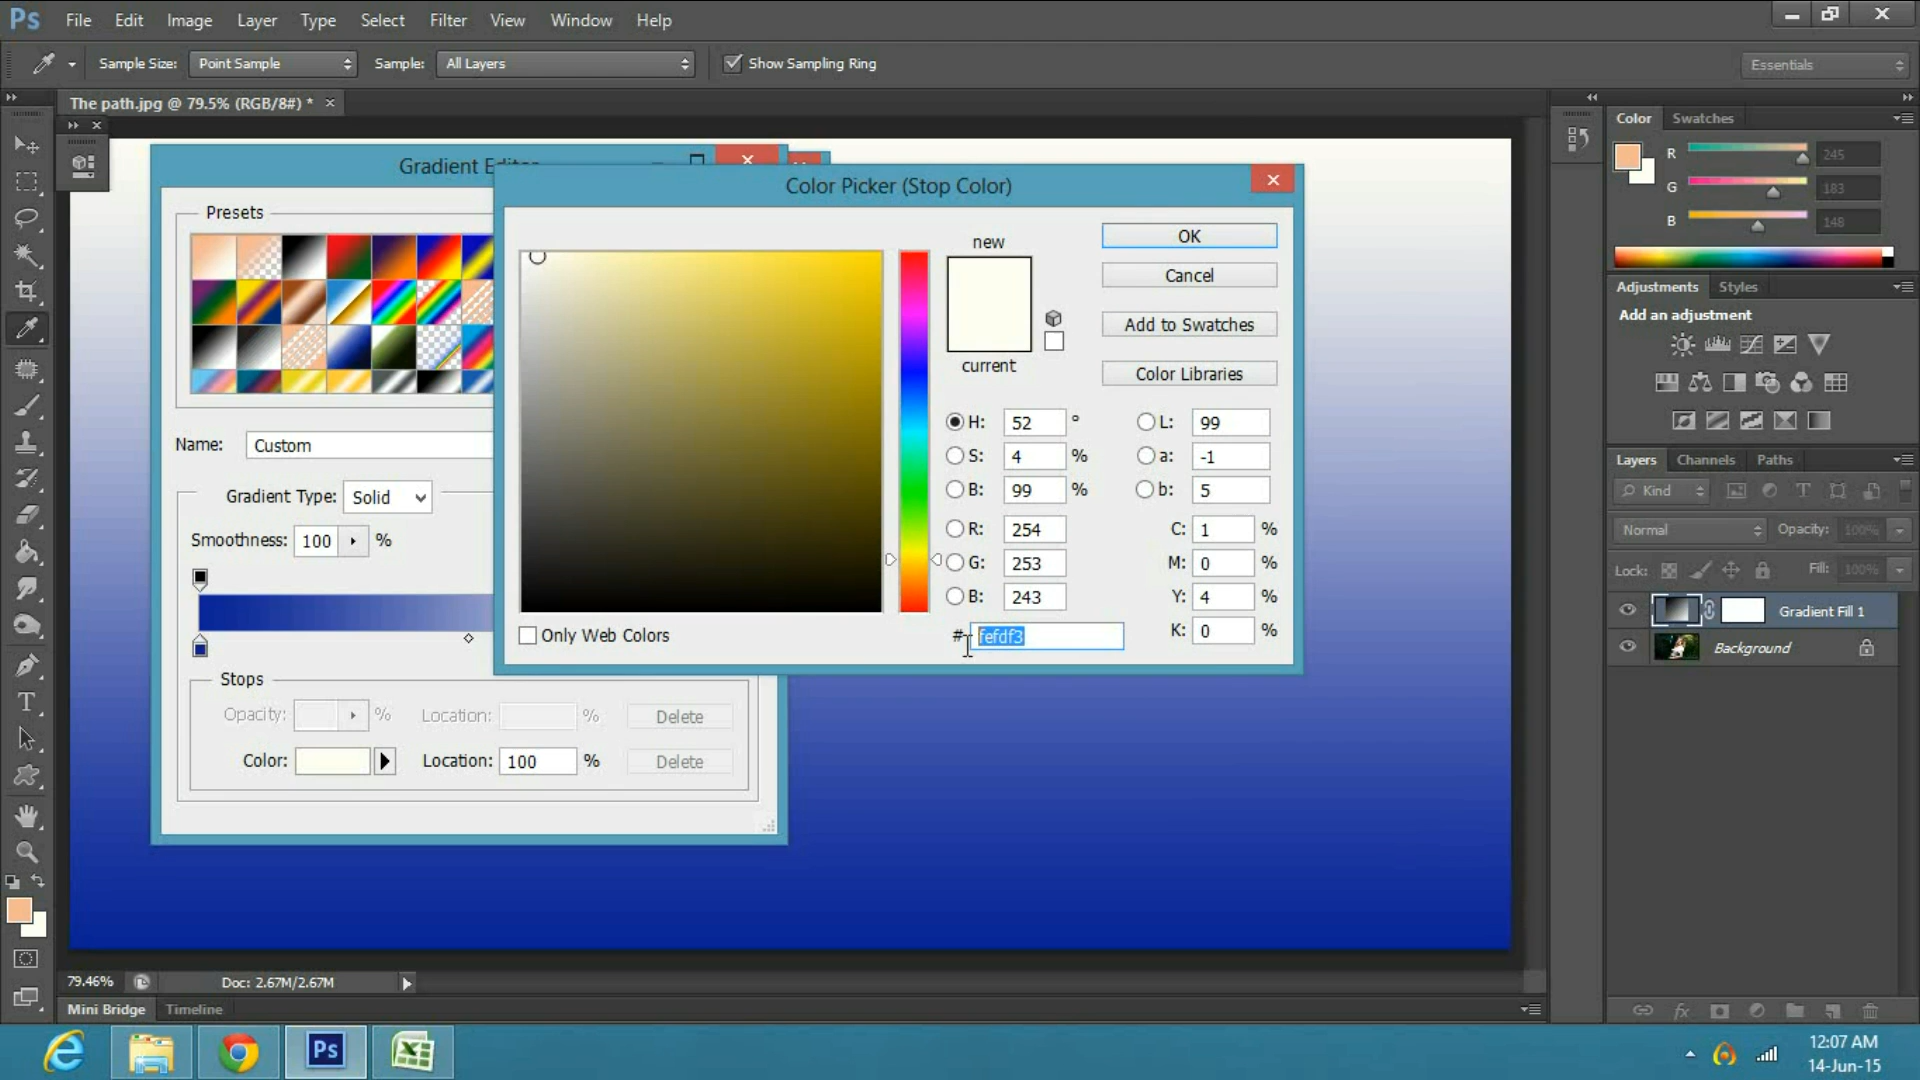 Ps File Edit Image Layer Type Select Filter View Window Help
Sample Size: Point Sample Sample: All Layers Show Sampling Ring Essentials
The path.jpg @ 79.5% (RGB/8#) * ×
Gradient Editor
Presets
Name: Custom
Gradient Type: Solid
Smoothness: 100 %
Stops
Opacity: % Location: % Delete
Color: Location: 100 % Delete
Color Picker (Stop Color)
new
current
OK
Cancel
Add to Swatches
Color Libraries
H: 52 ° L: 99
S: 4 % a: -1
B: 99 % b: 5
R: 254 C: 1 %
G: 253 M: 0 %
B: 243 Y: 4 %
# fefdf3 K: 0 %
Only Web Colors
Color Swatches
R 245
G 183
B 148
Adjustments Styles
Add an adjustment
Layers Channels Paths
Kind
Normal Opacity: 100%
Lock: Fill: 100%
Gradient Fill 1
Background
79.46% Doc: 2.67M/2.67M
Mini Bridge Timeline
Ps
12:07 AM
14-Jun-15